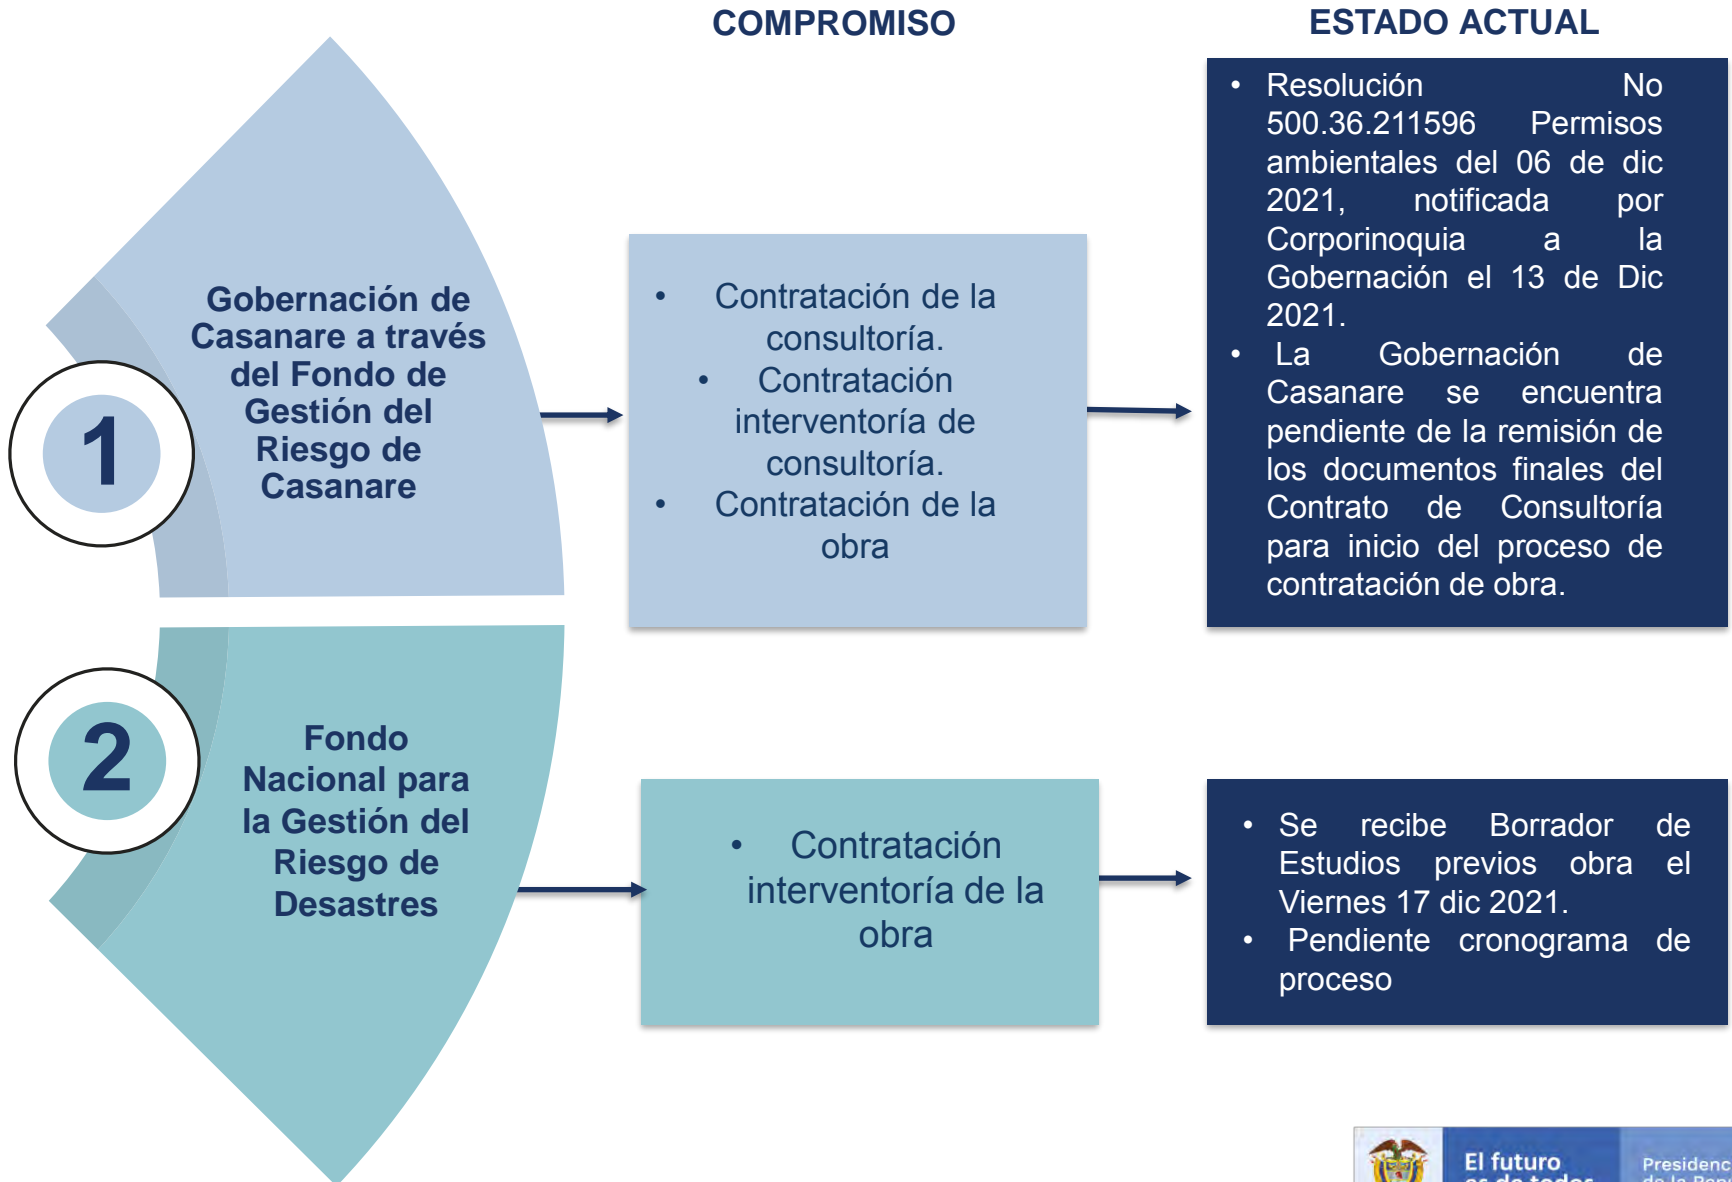 COMPROMISO
ESTADO ACTUAL
1
Gobernación de
Casanare a través
del Fondo de
Gestión del
Riesgo de
Casanare
• Contratación de la
consultoría.
• Contratación
interventoría de
consultoría.
• Contratación de la
obra
• Resolución No
500.36.211596 Permisos
ambientales del 06 de dic
2021, notificada por
Corporinoquia a la
Gobernación el 13 de Dic
2021.
• La Gobernación de
Casanare se encuentra
pendiente de la remisión de
los documentos finales del
Contrato de Consultoría
para inicio del proceso de
contratación de obra.
2
Fondo
Nacional para
la Gestión del
Riesgo de
Desastres
• Contratación
interventoría de la
obra
• Se recibe Borrador de
Estudios previos obra el
Viernes 17 dic 2021.
• Pendiente cronograma de
proceso
El futuro
es de todos
Presidenc